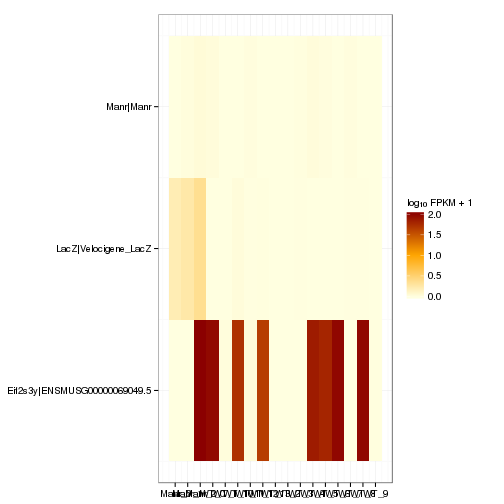 Manr|Manr
LacZ|Velocigene_LacZ
Eif2s3y|ENSMUSG00000069049.5
log10 FPKM + 1
2.0
1.5
1.0
0.5
0.0